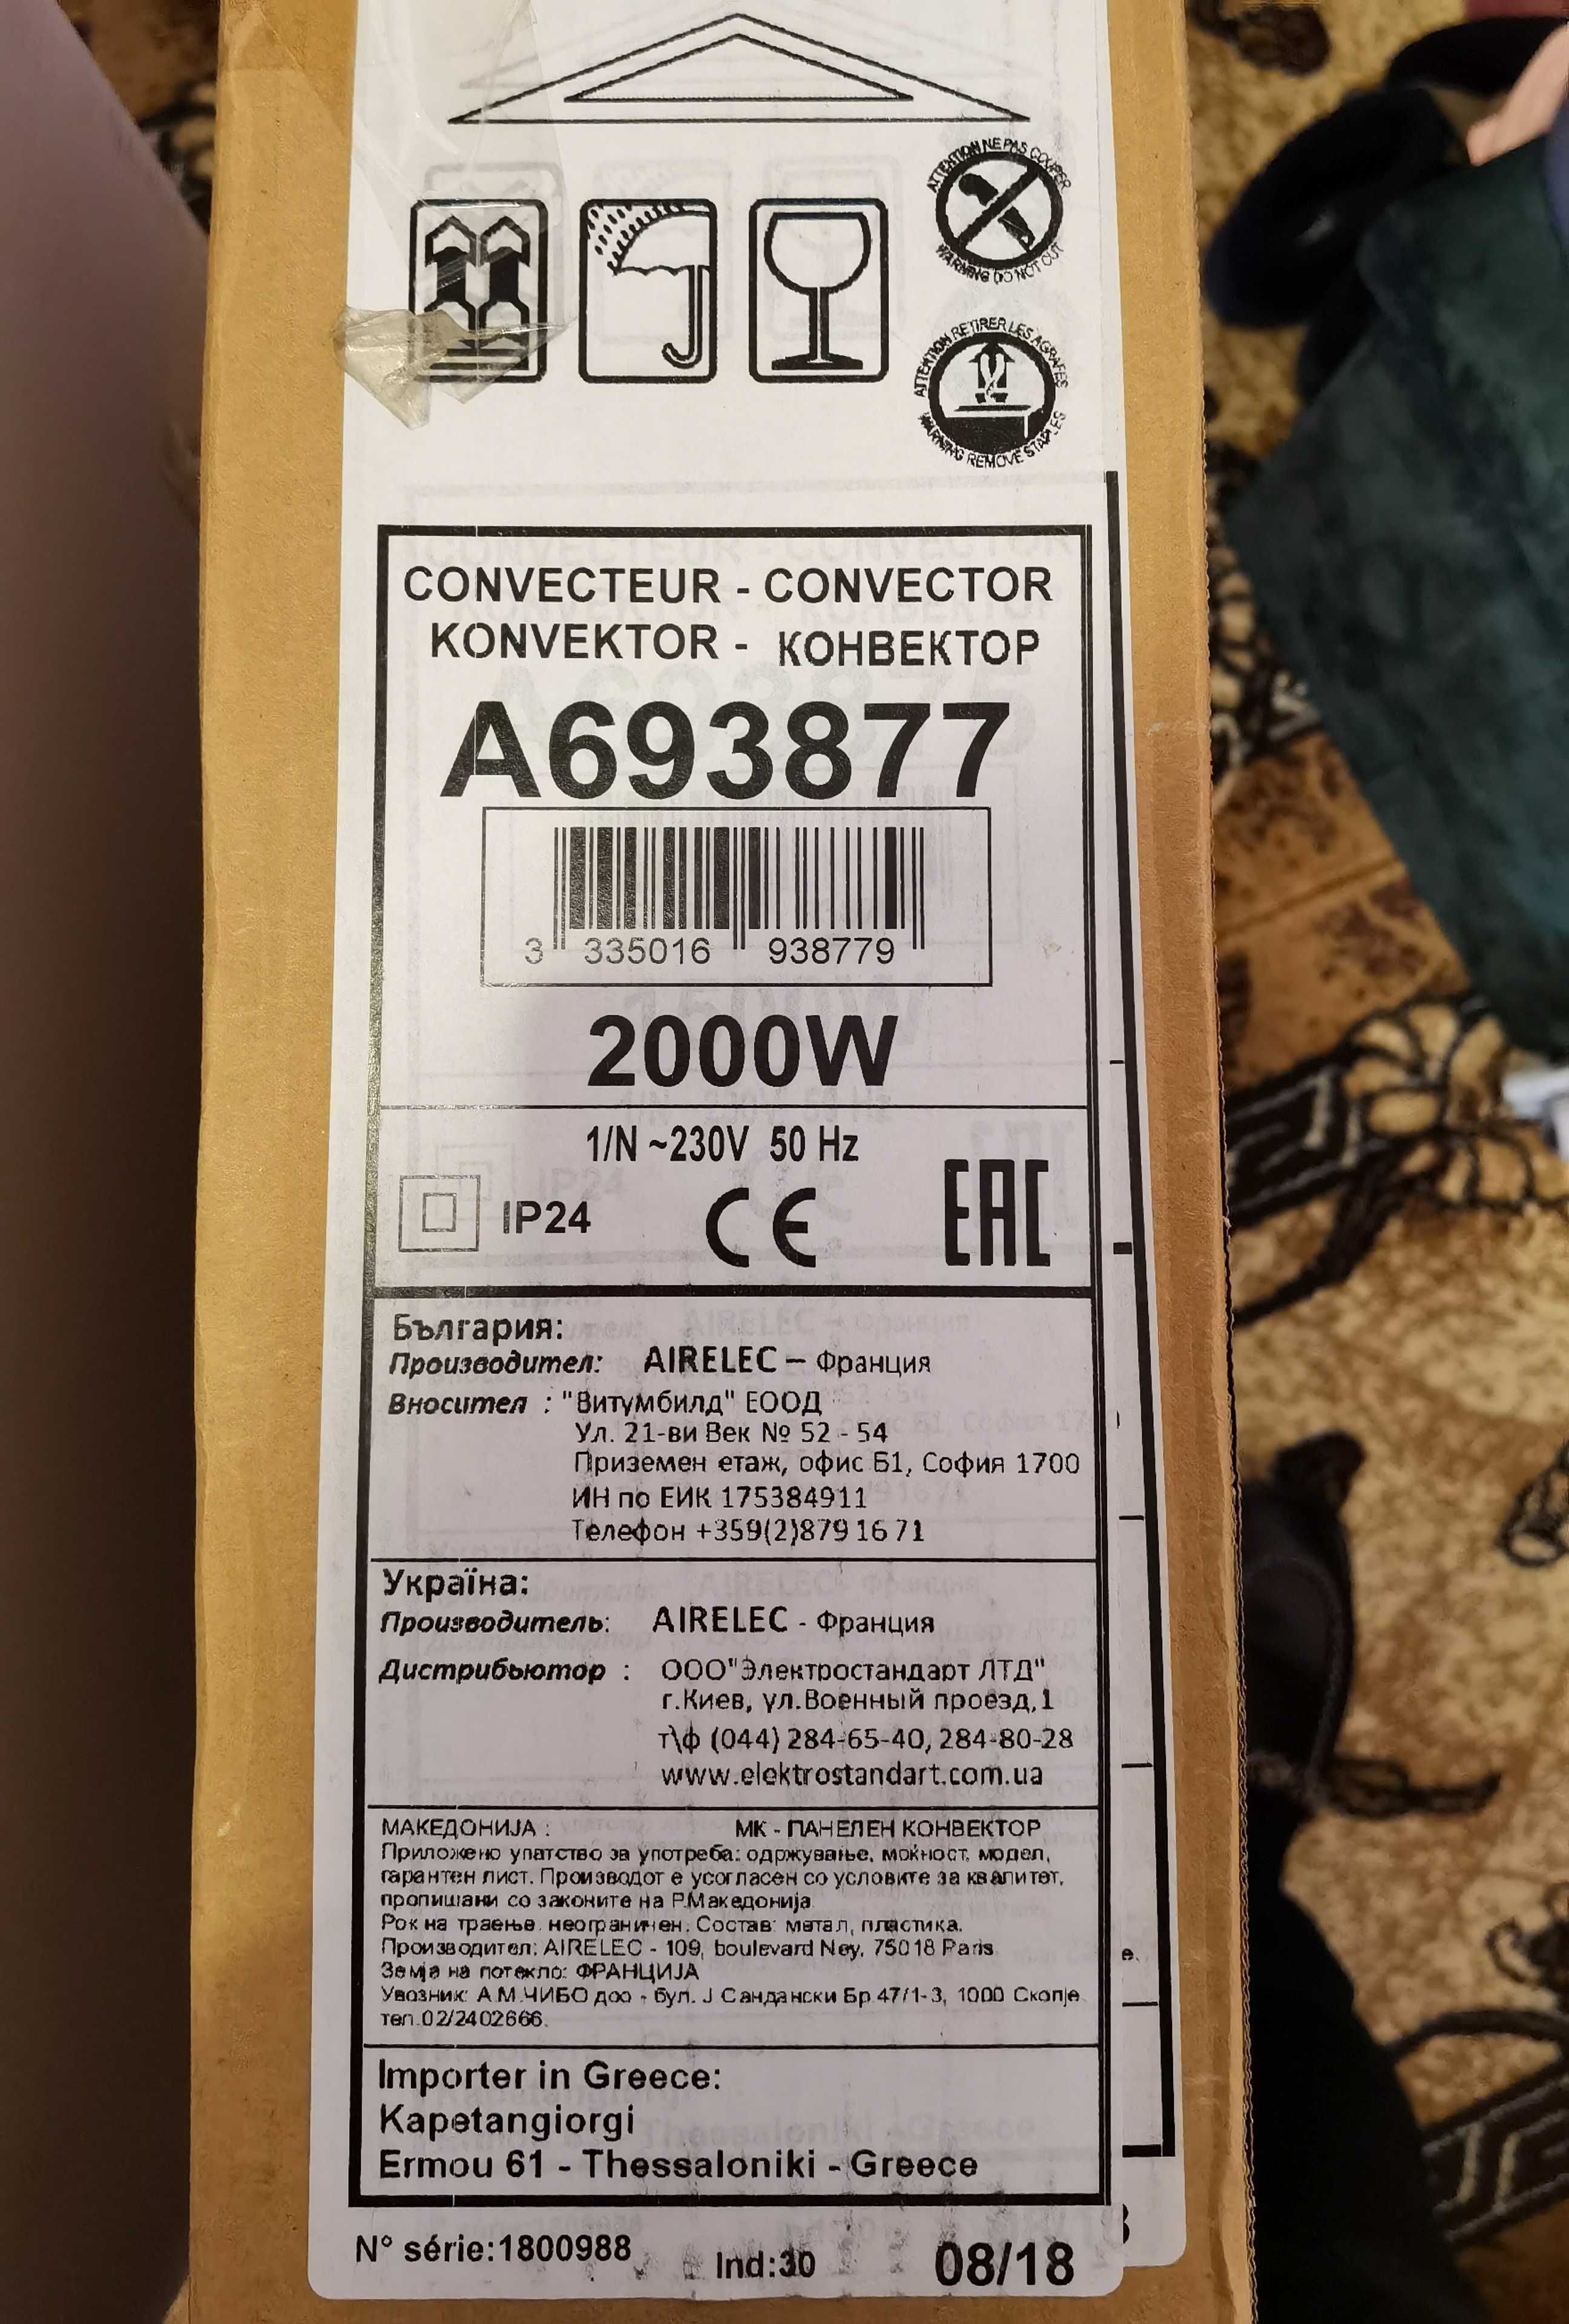 ATTENTION NE PAS COUPER
WARNING DO NOT CUT
ATTENTION RETIRER LES AGRAFES
WARNING REMOVE STAPLES
CONVECTEUR - CONVECTOR
KONVEKTOR - КОНВЕКТОР
A693877
3 335016 938779
2000W
1/N ~230V 50 Hz
IP24 CE EAC
България:
Производител: AIRELEC – Франция
Вносител : "Витумбилд" ЕООД
Ул. 21-ви Век № 52 - 54
Приземен етаж, офис Б1, София 1700
ИН по ЕИК 175384911
Телефон +359(2)879 16 71
Україна:
Производитель: AIRELEC - Франция
Дистрибьютор : ООО"Электростандарт ЛТД"
г.Киев, ул.Военный проезд,1
т\ф (044) 284-65-40, 284-80-28
www.elektrostandart.com.ua
МАКЕДОНИЈА : МК - ПАНЕЛЕН КОНВЕКТОР
Приложено упатство за употреба: одржување, моќност, модел,
гарантен лист. Производот е усогласен со условите за квалитет,
пропишани со законите на Р.Македонија.
Рок на траење: неограничен. Состав: метал, пластика.
Производител: AIRELEC - 109, boulevard Ney, 75018 Paris
Земја на потекло: ФРАНЦИЈА
Увозник: А.М.ЧИБО доо - бул. Ј Сандански Бр.47/1-3, 1000 Скопје
тел.02/2402666.
Importer in Greece:
Kapetangiorgi
Ermou 61 - Thessaloniki - Greece
N° série:1800988 Ind:30 08/18